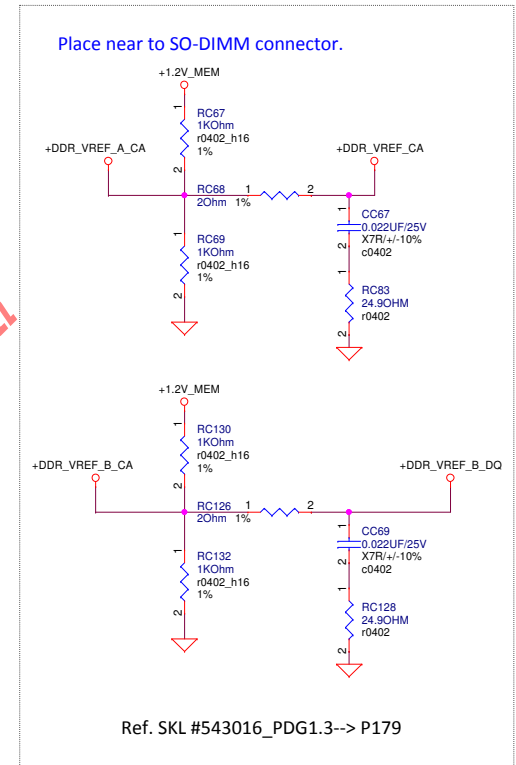 Place near to SO-DIMM connector.
+1.2V_MEM
1
RC67
1KOhm
r0402_h16
1%
2
+DDR_VREF_A_CA
+DDR_VREF_CA
RC68 1 2
2Ohm 1%
1
RC69
1KOhm
r0402_h16
1%
2
1
CC67
0.022UF/25V
X7R/+/-10%
c0402
2
1
RC83
24.9OHM
r0402
2
+1.2V_MEM
1
RC130
1KOhm
r0402_h16
1%
2
+DDR_VREF_B_CA
+DDR_VREF_B_DQ
RC126 1 2
2Ohm 1%
1
RC132
1KOhm
r0402_h16
1%
2
1
CC69
0.022UF/25V
X7R/+/-10%
c0402
2
1
RC128
24.9OHM
r0402
2
Ref. SKL #543016_PDG1.3--> P179